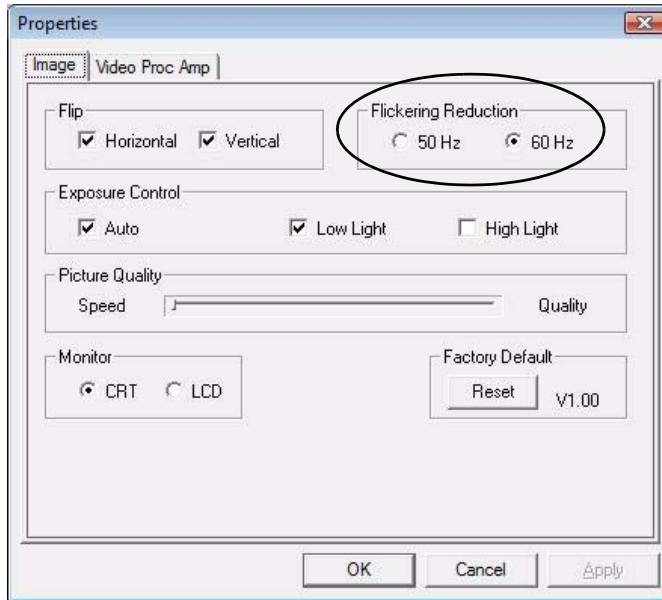 Properties
Image Video Proc Amp
Flip
Horizontal Vertical
Flickering Reduction
50 Hz 60 Hz
Exposure Control
Auto Low Light High Light
Picture Quality
Speed Quality
Monitor
CRT LCD
Factory Default
Reset V1.00
OK Cancel Apply